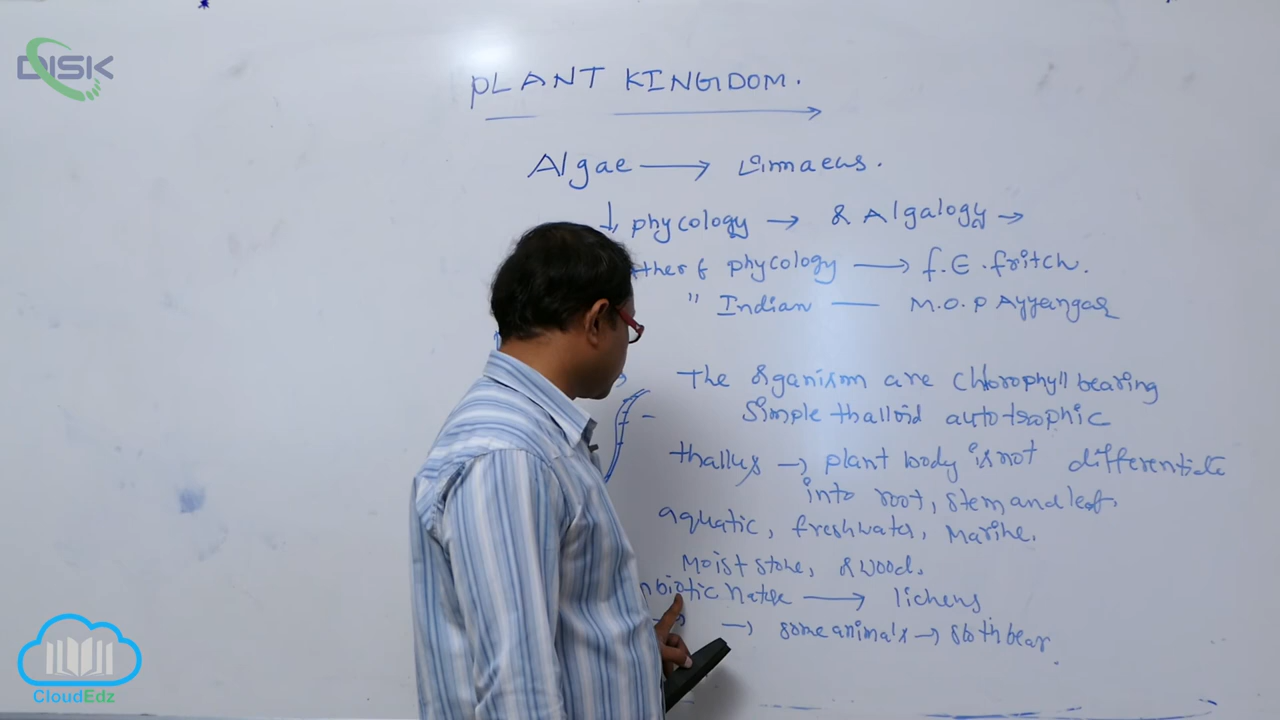 DISK
PLANT KINGDOM.
Algae → Linnaeus.
↓ phycology → & Algalogy →
ther of phycology → F.E. fritch.
" Indian — M.O.P Ayyengar
The organism are chlorophyll bearing
Simple thalloid autotrophic
thallus → plant body is not differentiate
into root, stem and leaf.
aquatic, freshwater, Marine.
Moist stone, & wood.
nbiotic Nature → lichens
→ some animals → sloth bear.
CloudEdz